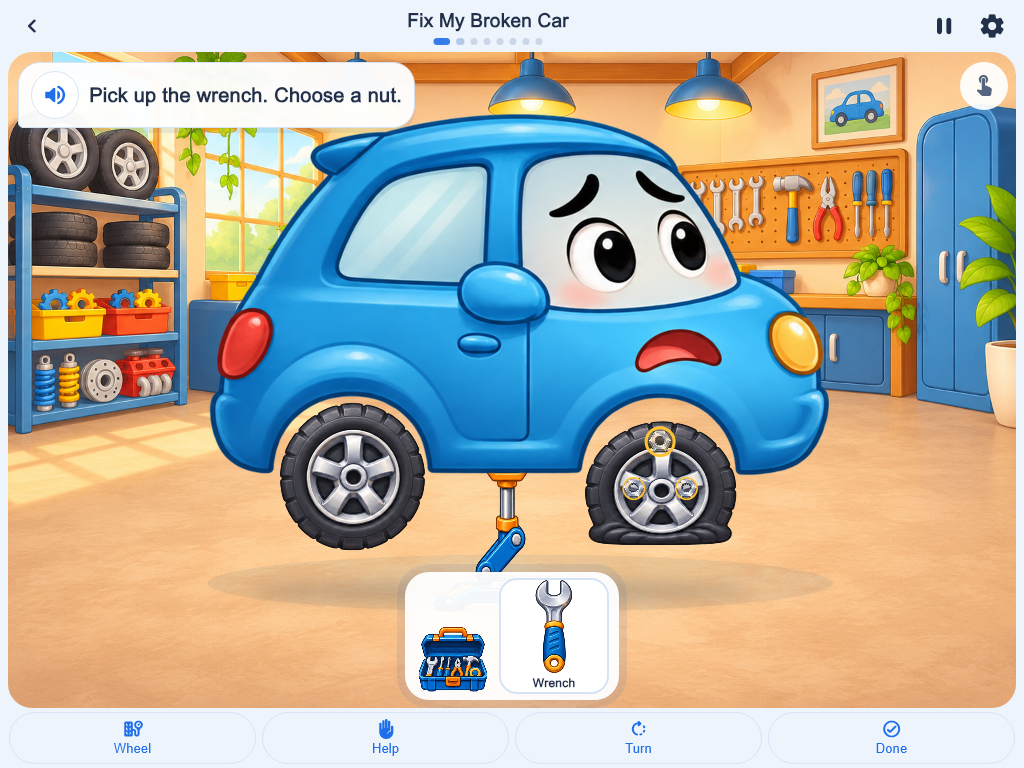 Fix My Broken Car
Pick up the wrench. Choose a nut.
Wrench
Wheel
Help
Turn
Done